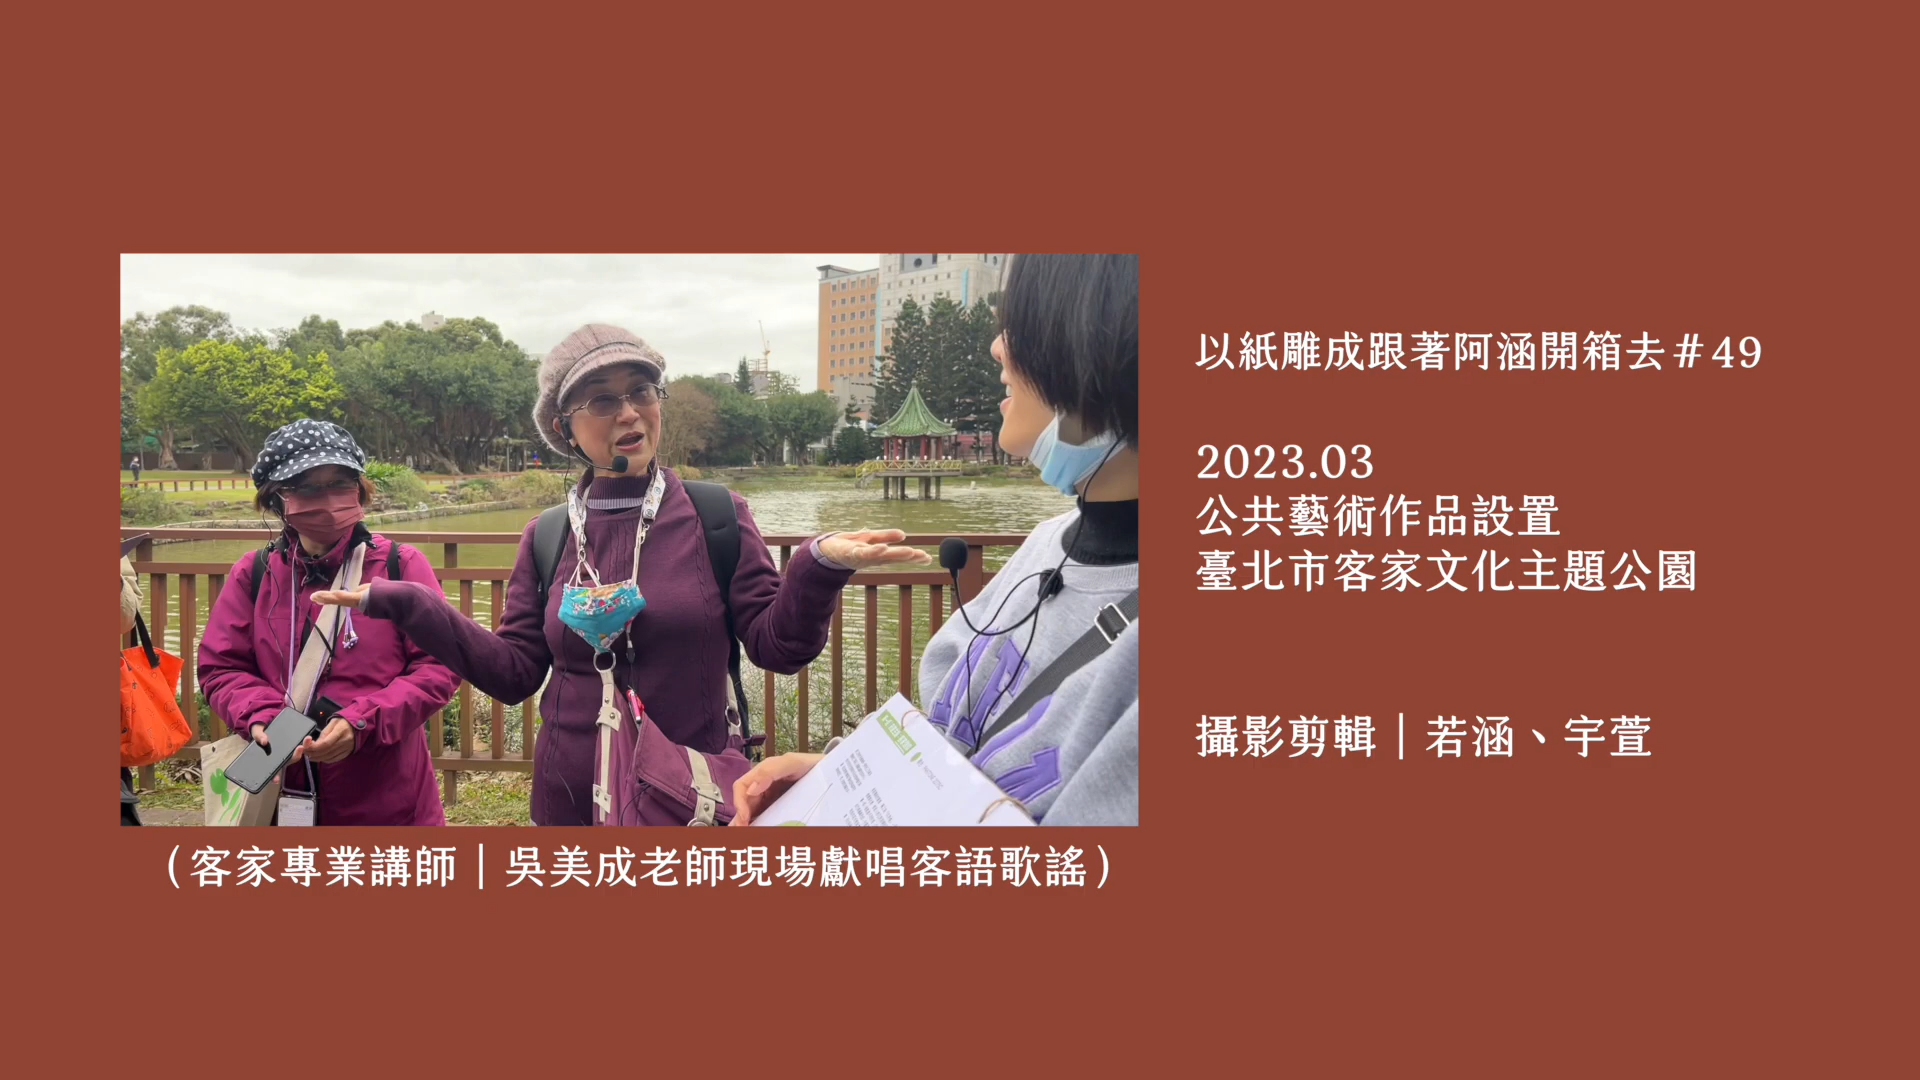 以紙雕成跟著阿涵開箱去＃49
2023.03
公共藝術作品設置
臺北市客家文化主題公園
攝影剪輯｜若涵、宇萱
（客家專業講師｜吳美成老師現場獻唱客語歌謠）